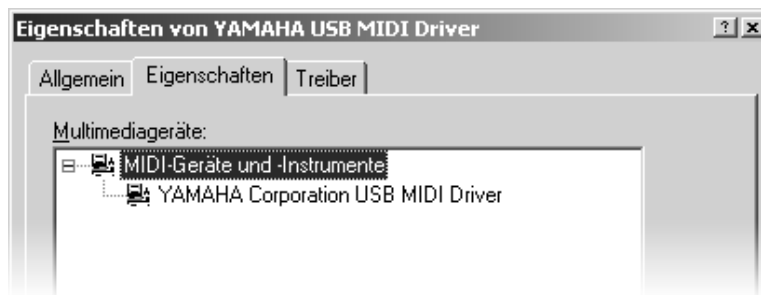 Eigenschaften von YAMAHA USB MIDI Driver
Allgemein Eigenschaften Treiber
Multimediageräte:
MIDI-Geräte und -Instrumente
YAMAHA Corporation USB MIDI Driver